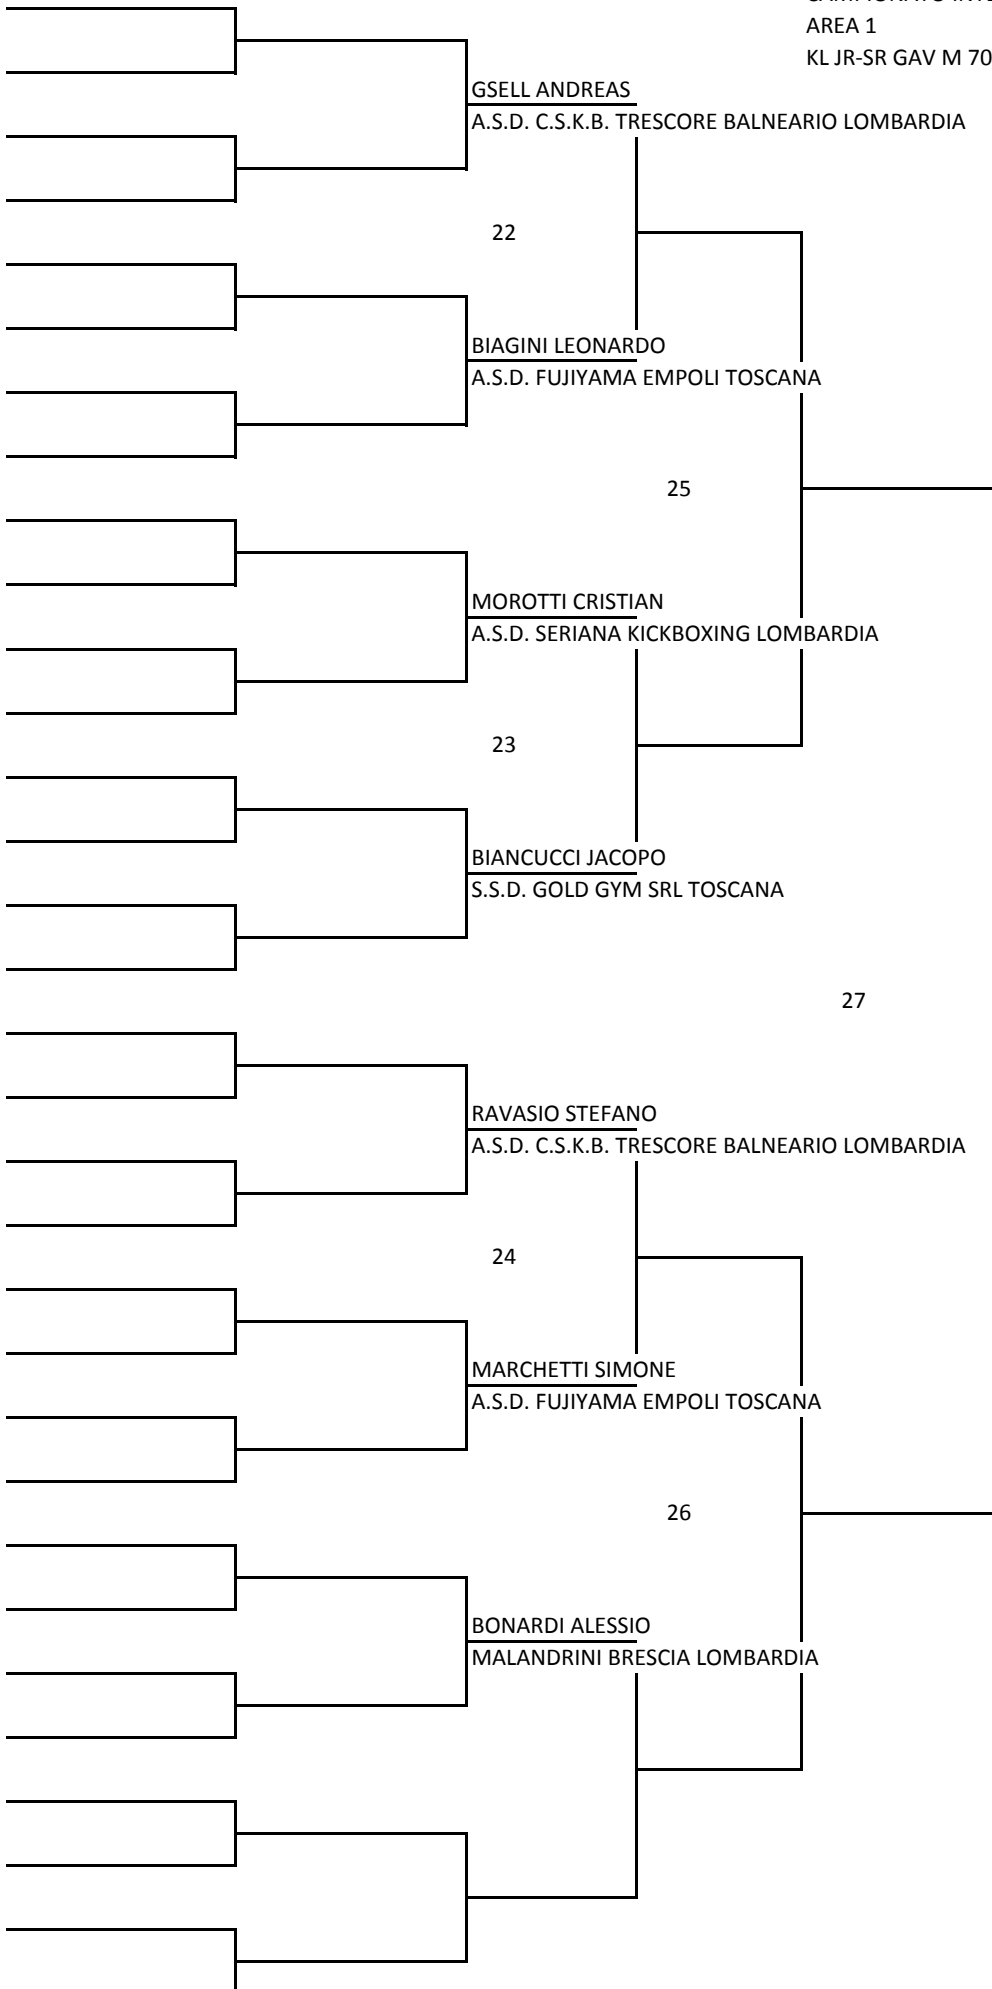 AREA 1
KL JR-SR GAV M 70
GSELL ANDREAS
A.S.D. C.S.K.B. TRESCORE BALNEARIO LOMBARDIA
22
BIAGINI LEONARDO
A.S.D. FUJIYAMA EMPOLI TOSCANA
25
MOROTTI CRISTIAN
A.S.D. SERIANA KICKBOXING LOMBARDIA
23
BIANCUCCI JACOPO
S.S.D. GOLD GYM SRL TOSCANA
27
RAVASIO STEFANO
A.S.D. C.S.K.B. TRESCORE BALNEARIO LOMBARDIA
24
MARCHETTI SIMONE
A.S.D. FUJIYAMA EMPOLI TOSCANA
26
BONARDI ALESSIO
MALANDRINI BRESCIA LOMBARDIA